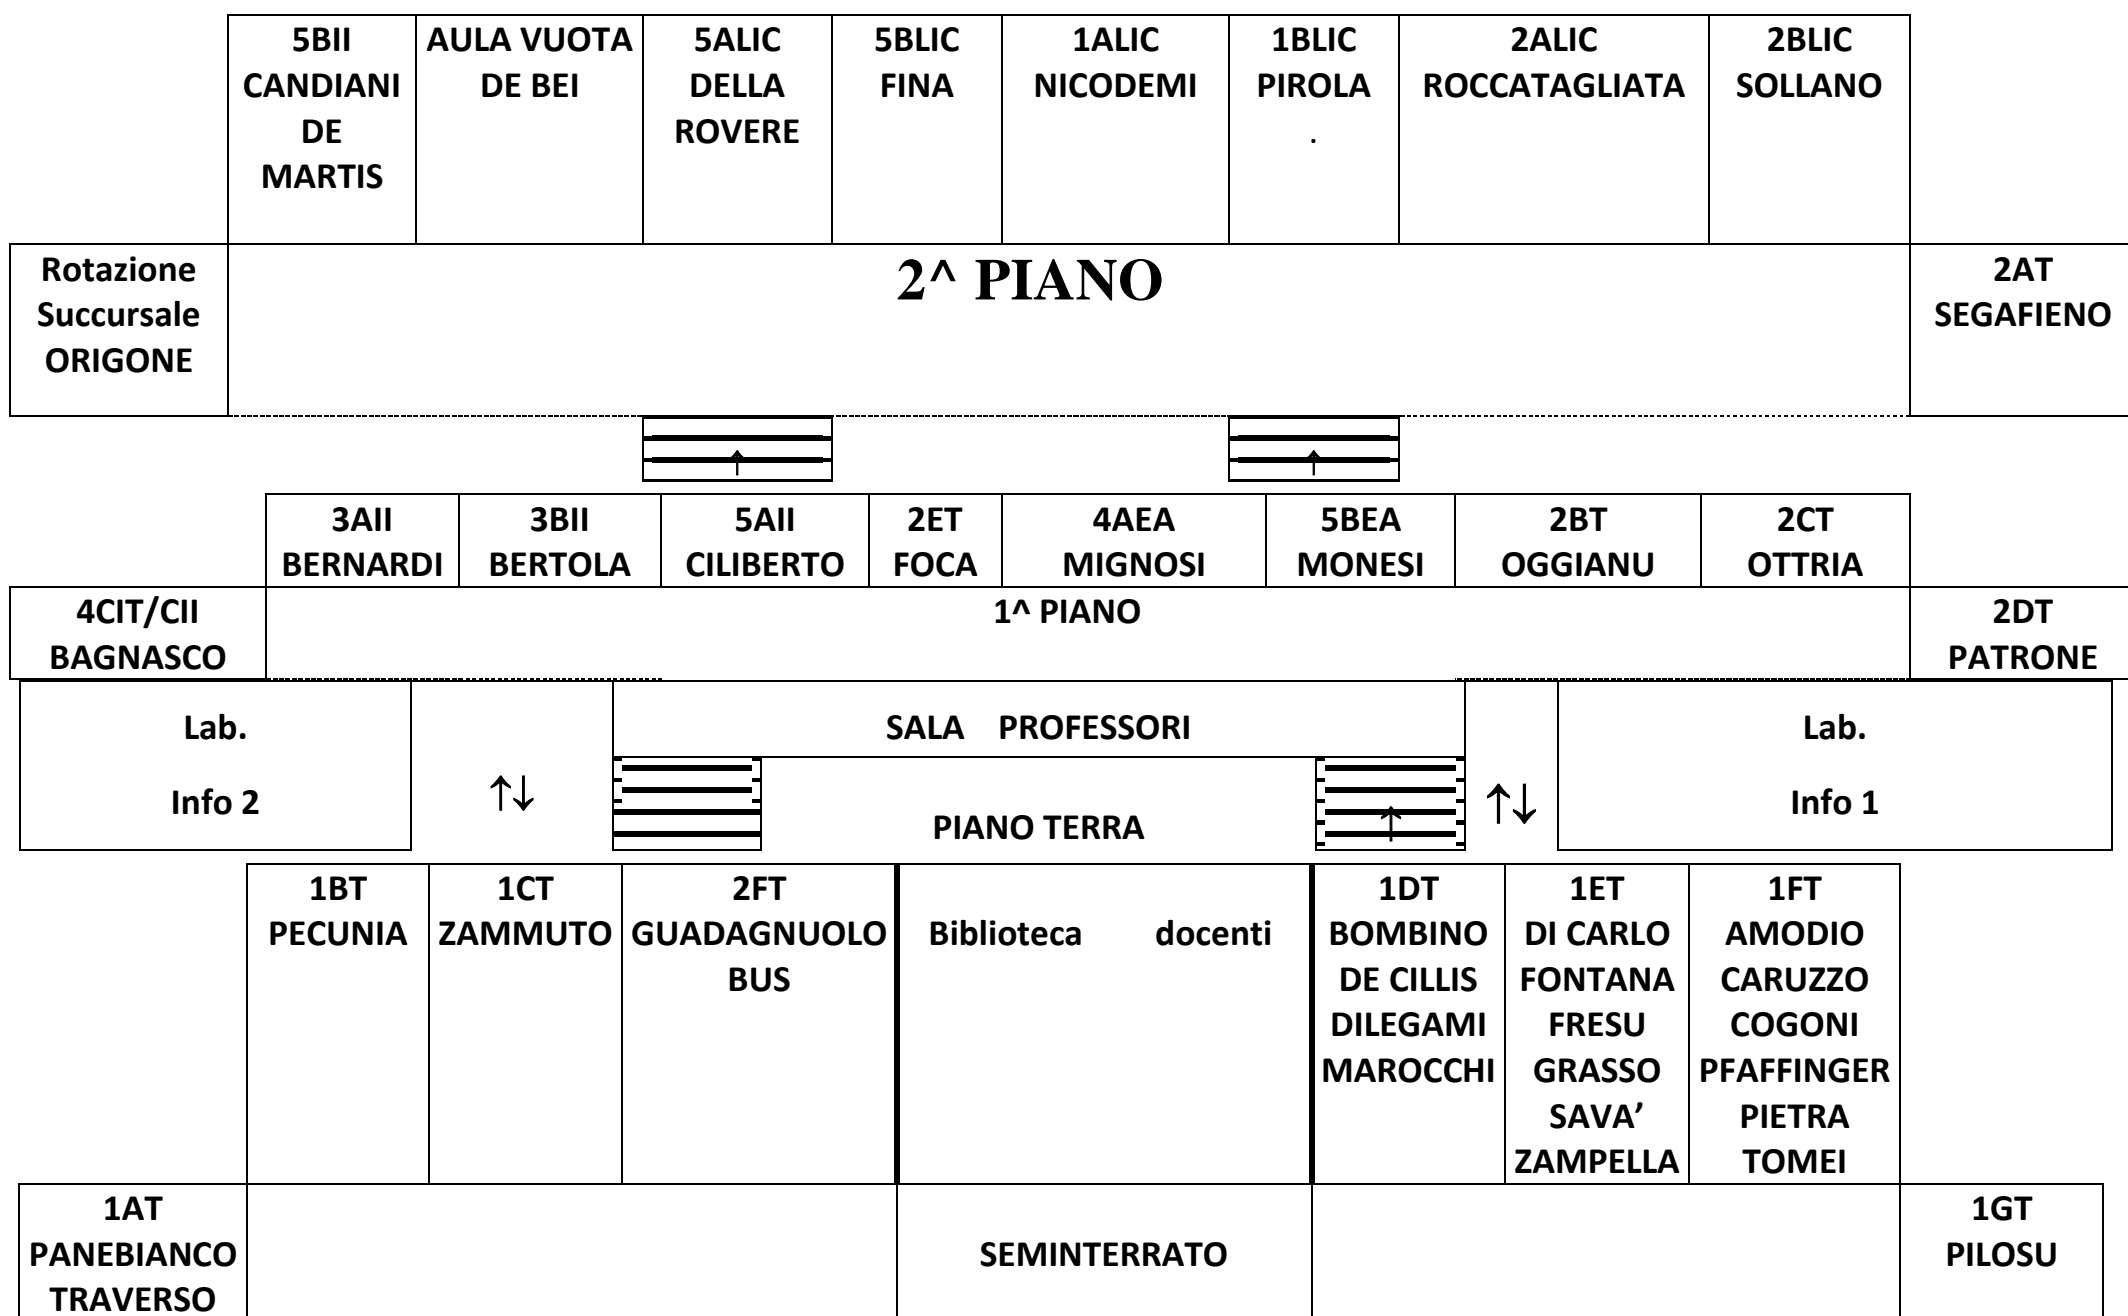 5BII
CANDIANI
DE
MARTIS
AULA VUOTA
DE BEI
5ALIC
DELLA
ROVERE
5BLIC
FINA
1ALIC
NICODEMI
1BLIC
PIROLA
.
2ALIC
ROCCATAGLIATA
2BLIC
SOLLANO
Rotazione
Succursale
ORIGONE
2^ PIANO
2AT
SEGAFIENO
↑
↑
3AII
BERNARDI
3BII
BERTOLA
5AII
CILIBERTO
2ET
FOCA
4AEA
MIGNOSI
5BEA
MONESI
2BT
OGGIANU
2CT
OTTRIA
4CIT/CII
BAGNASCO
1^ PIANO
2DT
PATRONE
Lab.
Info 2
↑↓
SALA PROFESSORI
PIANO TERRA
↑
↑↓
Lab.
Info 1
1BT
PECUNIA
1CT
ZAMMUTO
2FT
GUADAGNUOLO
BUS
Biblioteca docenti
1DT
BOMBINO
DE CILLIS
DILEGAMI
MAROCCHI
1ET
DI CARLO
FONTANA
FRESU
GRASSO
SAVA’
ZAMPELLA
1FT
AMODIO
CARUZZO
COGONI
PFAFFINGER
PIETRA
TOMEI
1AT
PANEBIANCO
TRAVERSO
SEMINTERRATO
1GT
PILOSU